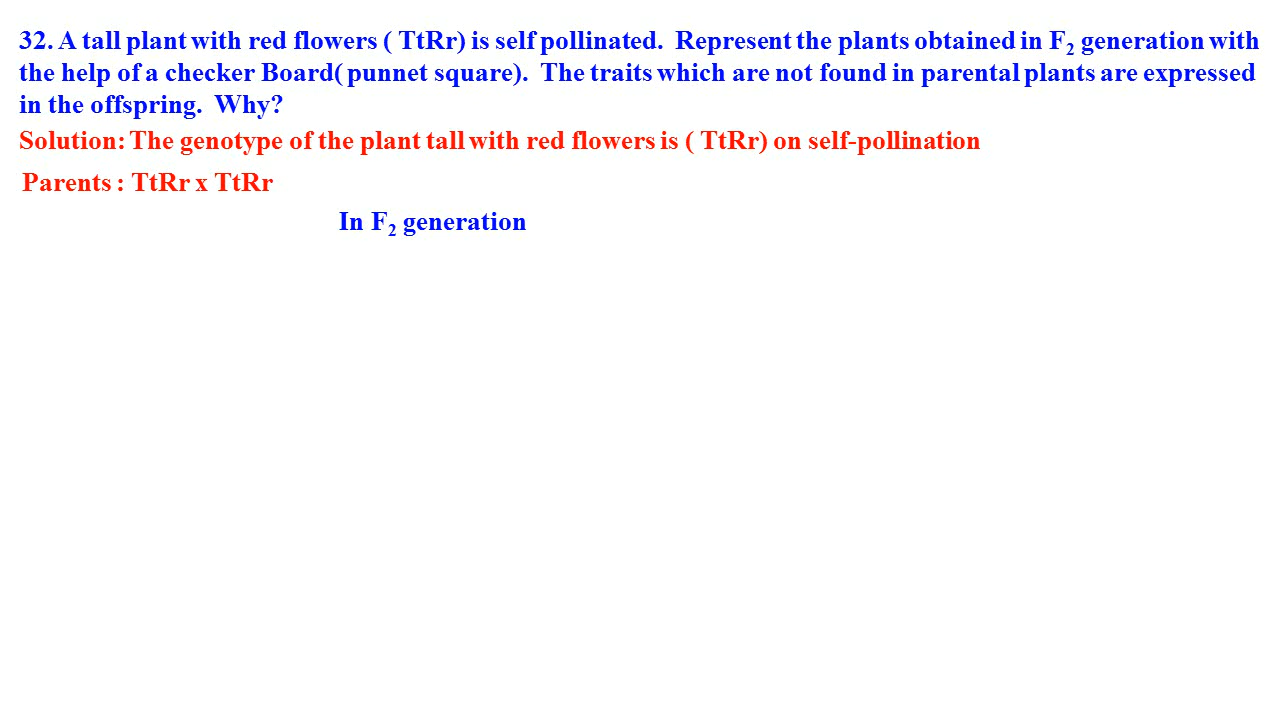 32. A tall plant with red flowers ( TtRr) is self pollinated.  Represent the plants obtained in F₂ generation with
the help of a checker Board( punnet square).  The traits which are not found in parental plants are expressed
in the offspring.  Why?
Solution: The genotype of the plant tall with red flowers is ( TtRr) on self-pollination
Parents : TtRr x TtRr
In F₂ generation